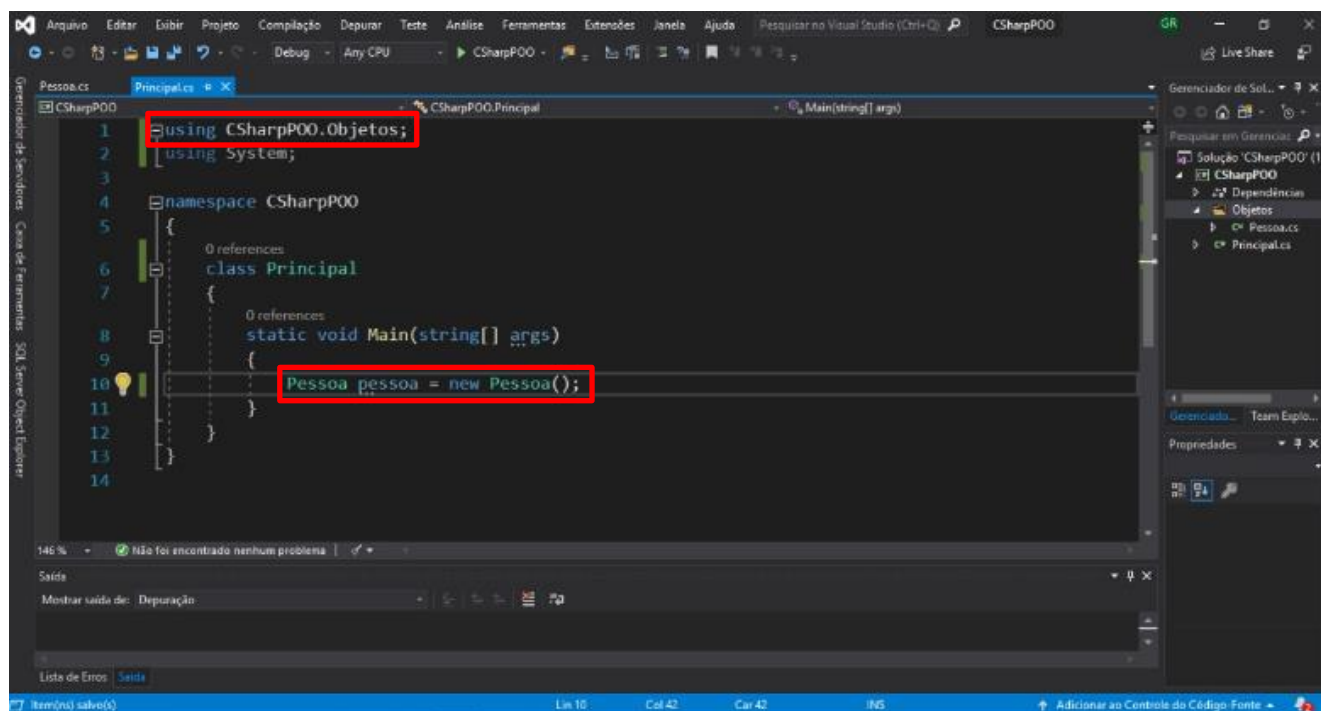 Arquivo Editar Exibir Projeto Compilação Depurar Teste Análise Ferramentas Extensões Janela Ajuda Pesquisar no Visual Studio (Ctrl+Q) CSharpPOO GR
Debug Any CPU CSharpPOO Live Share
Pessoa.cs Principal.cs
CSharpPOO CSharpPOO.Principal Main(string[] args)
1 using CSharpPOO.Objetos;
2 using System;
3
4 namespace CSharpPOO
5 {
0 references
6 class Principal
7 {
0 references
8 static void Main(string[] args)
9 {
10 Pessoa pessoa = new Pessoa();
11 }
12 }
13 }
14
146 % Não foi encontrado nenhum problema
Saída
Mostrar saída de: Depuração
Lista de Erros Saída
Item(ns) salvo(s) Lin 10 Col 42 Car 42 INS Adicionar ao Controle do Código-Fonte 2
Gerenciador de Servidores
Caixa de Ferramentas
SQL Server Object Explorer
Gerenciador de Sol...
Pesquisar em Gerenciac
Solução 'CSharpPOO' (1
CSharpPOO
Dependências
Objetos
Pessoa.cs
Principal.cs
Gerenciado... Team Explo...
Propriedades